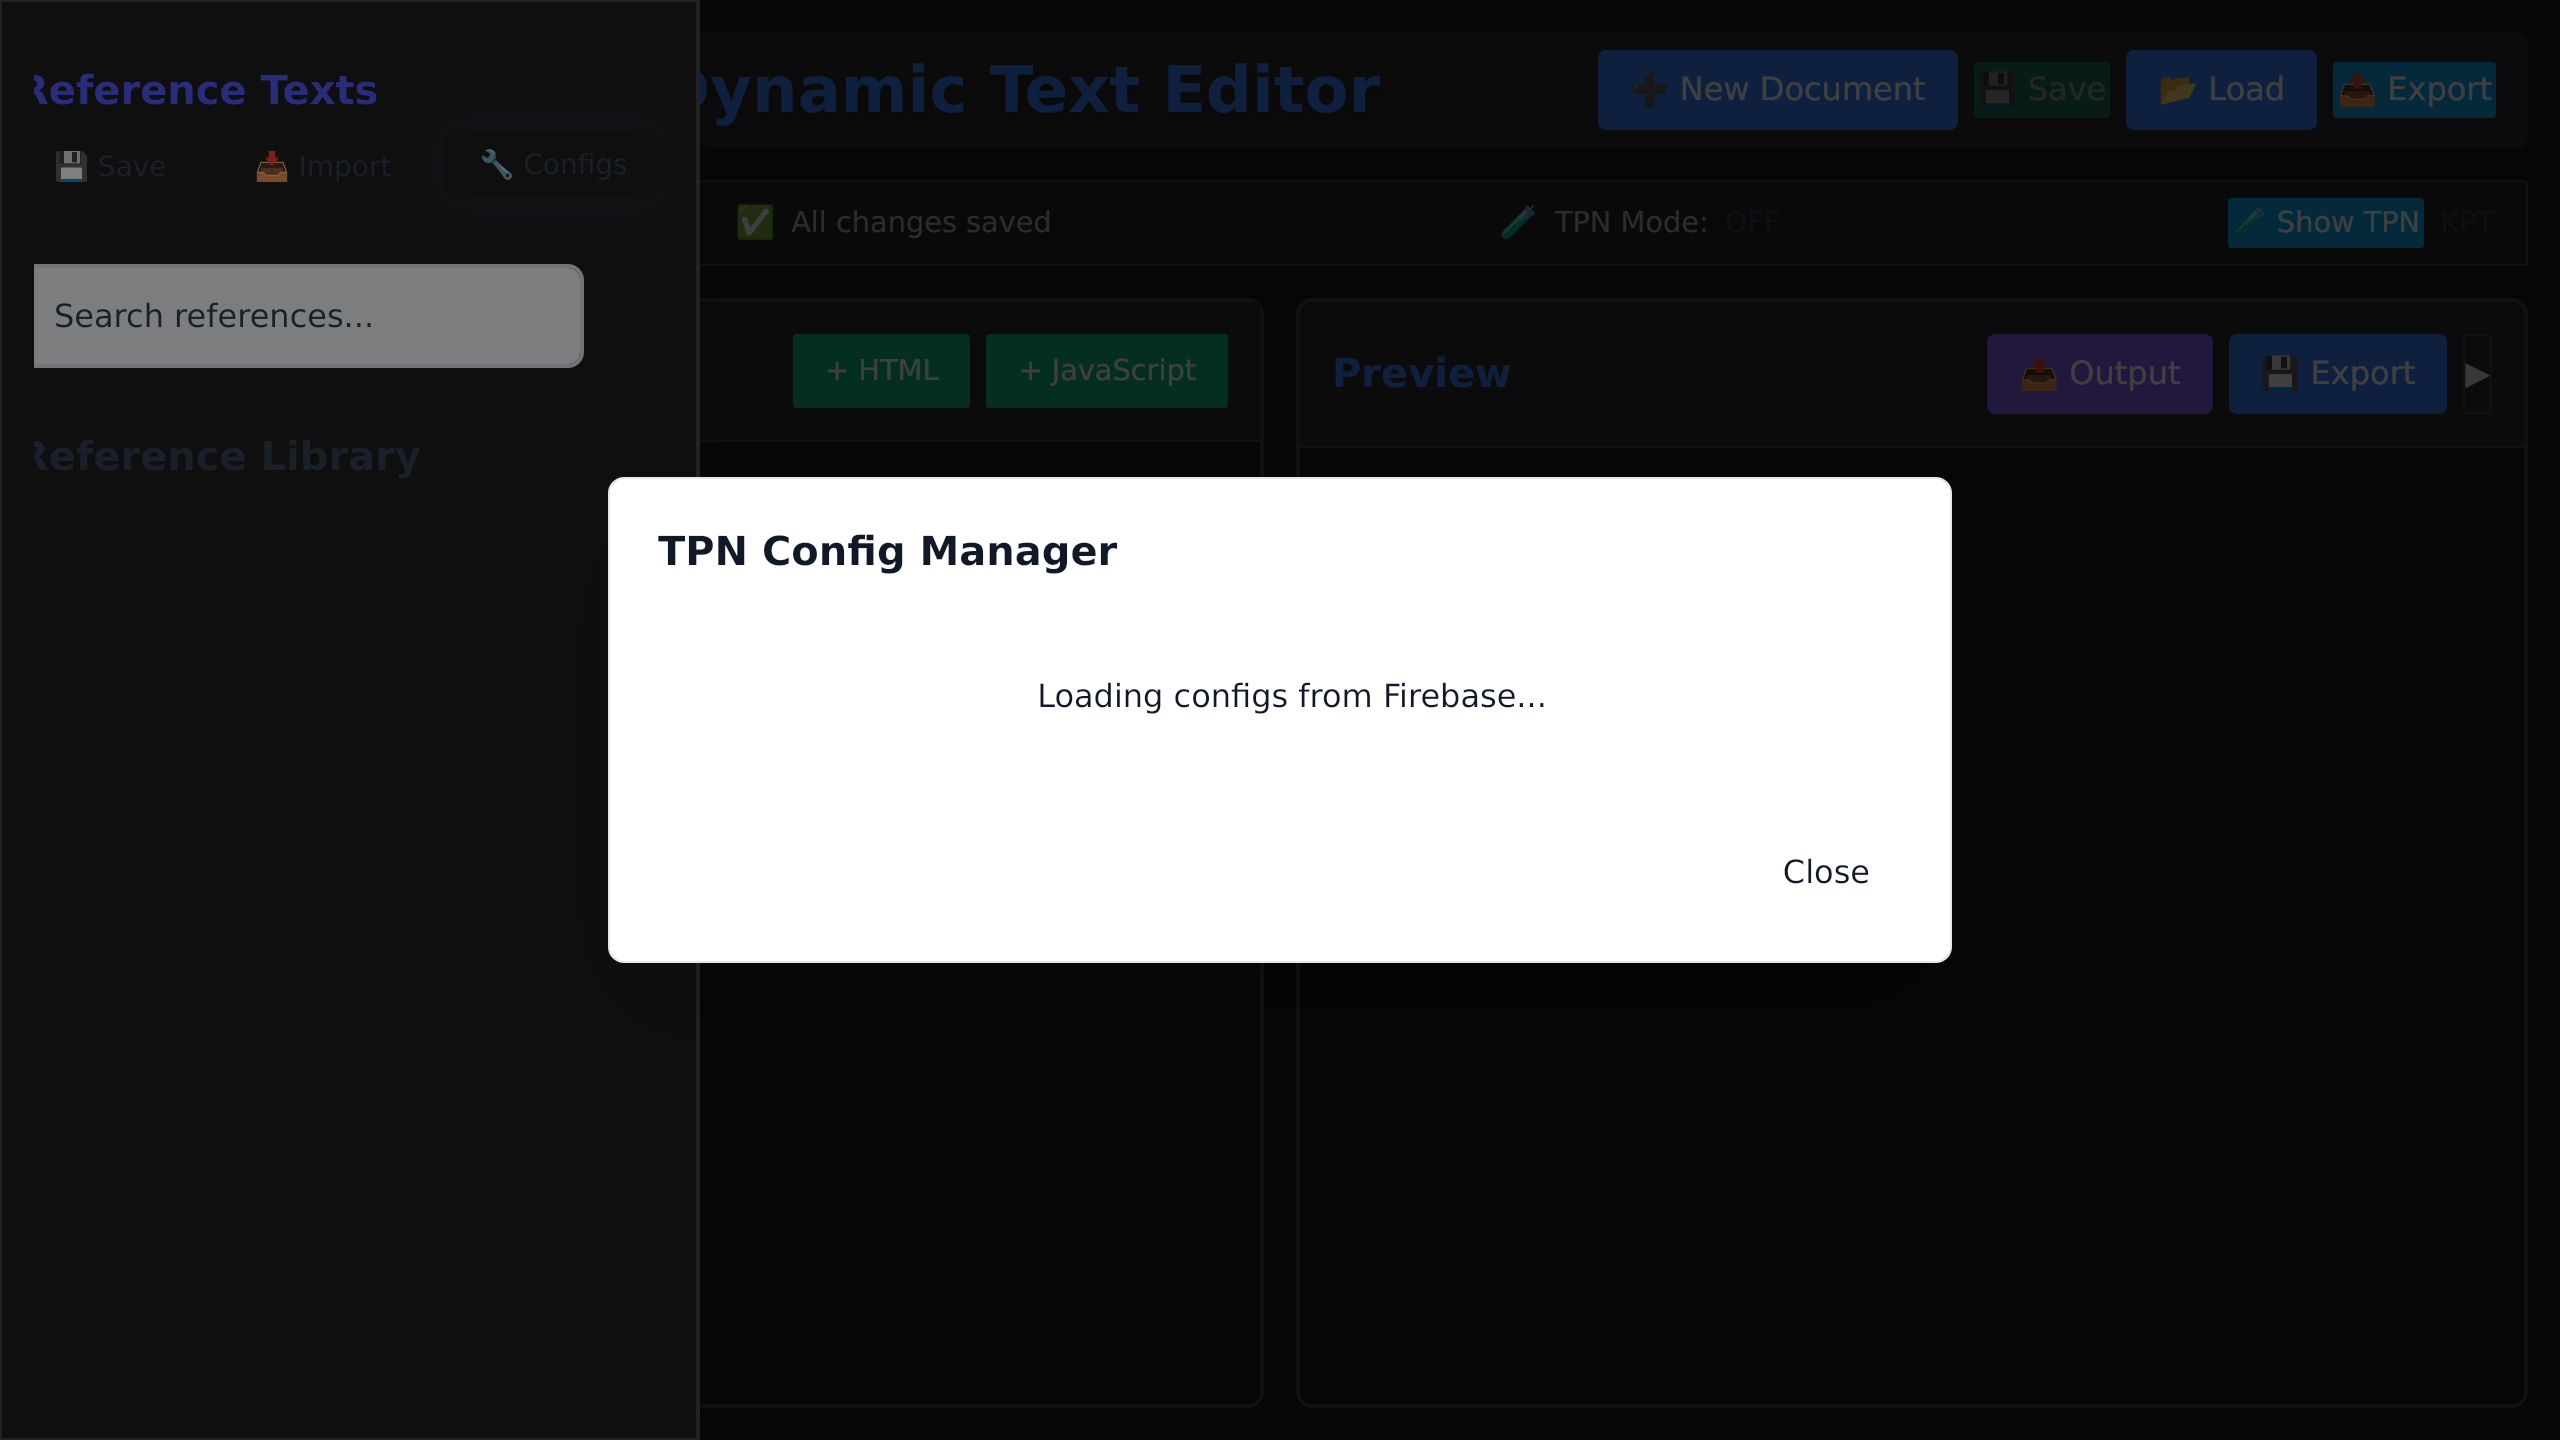 Reference Texts
💾 Save
📥 Import
🔧 Configs
Search references...
Reference Library
Dynamic Text Editor
➕ New Document
💾 Save
📂 Load
📤 Export
✅ All changes saved
🧪 TPN Mode: OFF
🧪 Show TPN
KPT
+ HTML
+ JavaScript
Preview
📤 Output
💾 Export
▶
TPN Config Manager
Loading configs from Firebase...
Close